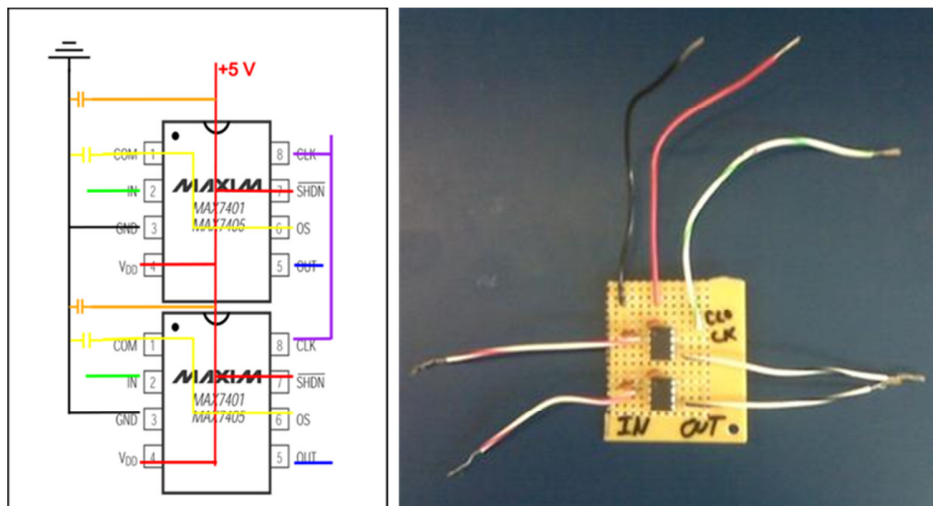 +5 V
COM 1 8 CLK
IN 2 MAXIM 7 SHDN
MAX7401
GND 3 MAX7405 6 OS
VDD 4 5 OUT
COM 1 8 CLK
IN 2 MAXIM 7 SHDN
MAX7401
GND 3 MAX7405 6 OS
VDD 4 5 OUT
CLK
IN OUT